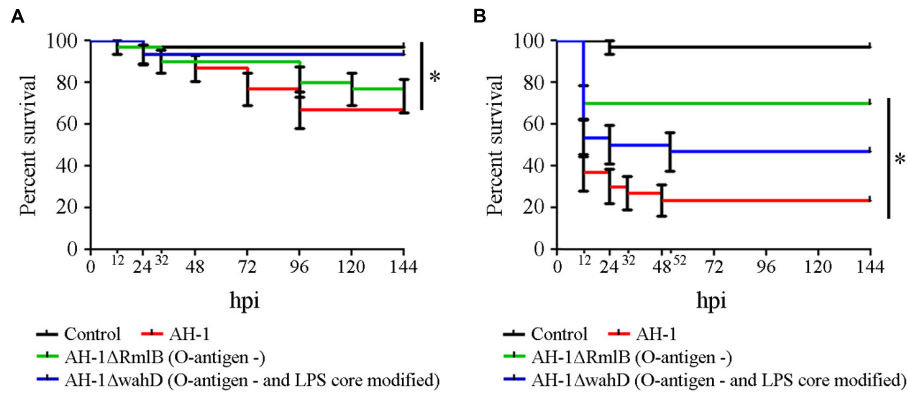 A
B
Percent survival
100
80
60
40
20
0
0 12 24 32 48 72 96 120 144
hpi
*
Control AH-1
AH-1ΔRmlB (O-antigen -)
AH-1ΔwahD (O-antigen - and LPS core modified)
Percent survival
100
80
60
40
20
0
0 12 24 32 48 52 72 96 120 144
hpi
*
Control AH-1
AH-1ΔRmlB (O-antigen -)
AH-1ΔwahD (O-antigen - and LPS core modified)